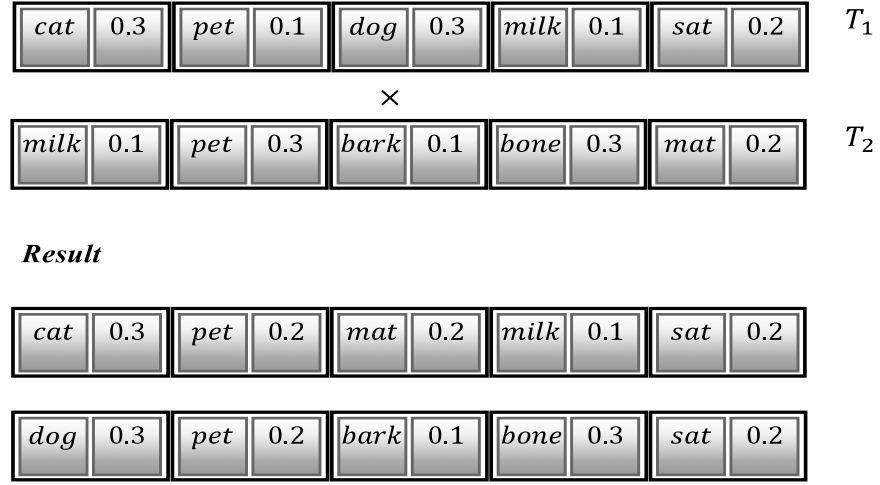 cat 0.3 pet 0.1 dog 0.3 milk 0.1 sat 0.2 T₁
×
milk 0.1 pet 0.3 bark 0.1 bone 0.3 mat 0.2 T₂
Result
cat 0.3 pet 0.2 mat 0.2 milk 0.1 sat 0.2
dog 0.3 pet 0.2 bark 0.1 bone 0.3 sat 0.2